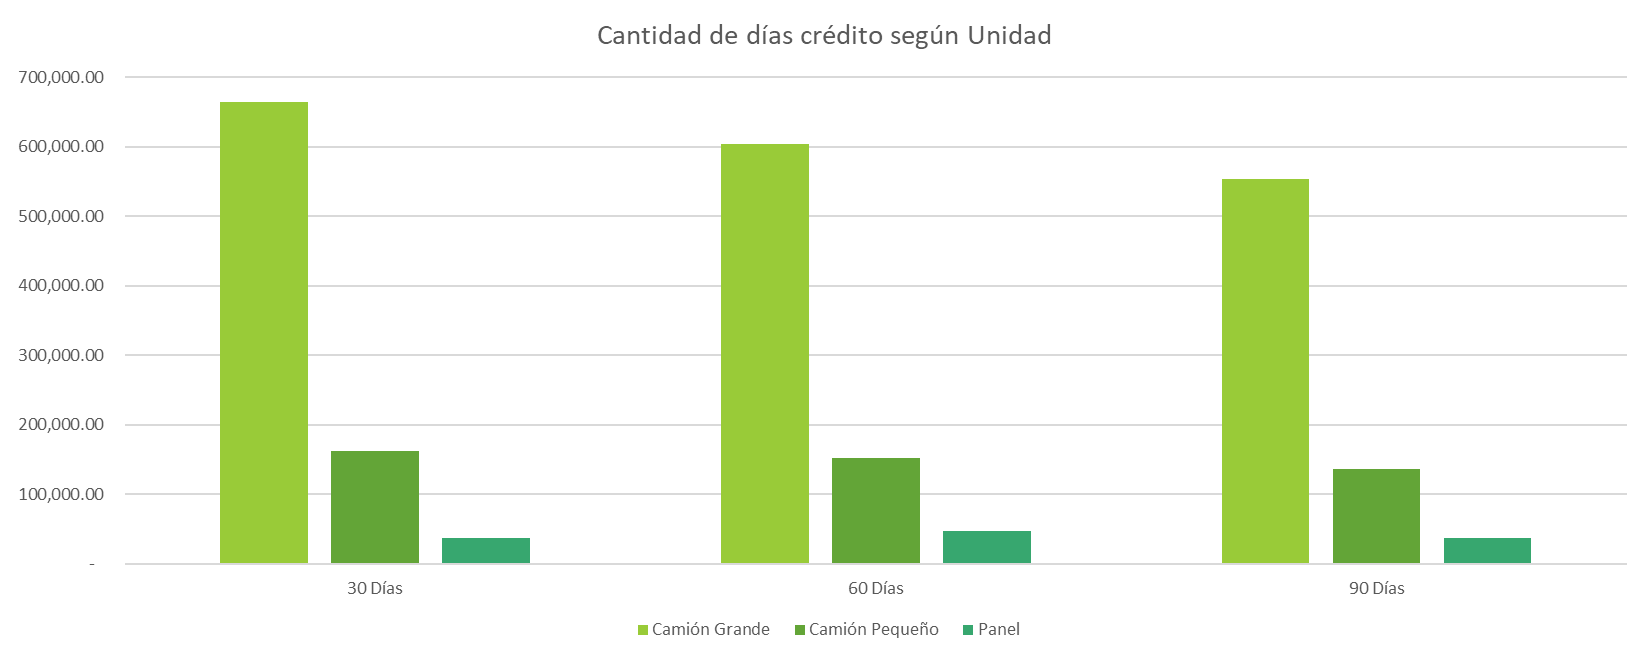 Cantidad de días crédito según Unidad
700,000.00
600,000.00
500,000.00
400,000.00
300,000.00
200,000.00
100,000.00
-
30 Días 60 Días 90 Días
Camión Grande Camión Pequeño Panel